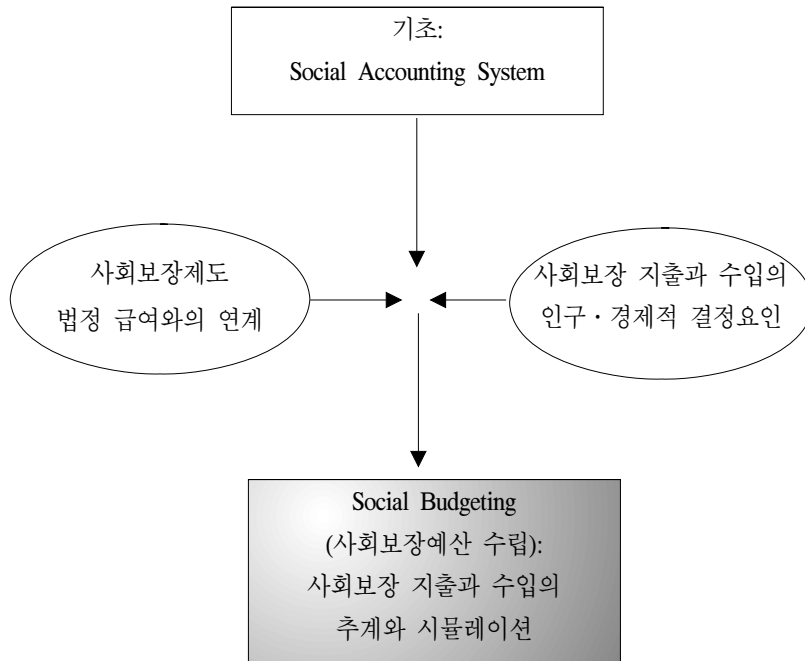 기초:
Social Accounting System
사회보장제도
법정 급여와의 연계
사회보장 지출과 수입의
인구·경제적 결정요인
Social Budgeting
(사회보장예산 수립):
사회보장 지출과 수입의
추계와 시뮬레이션